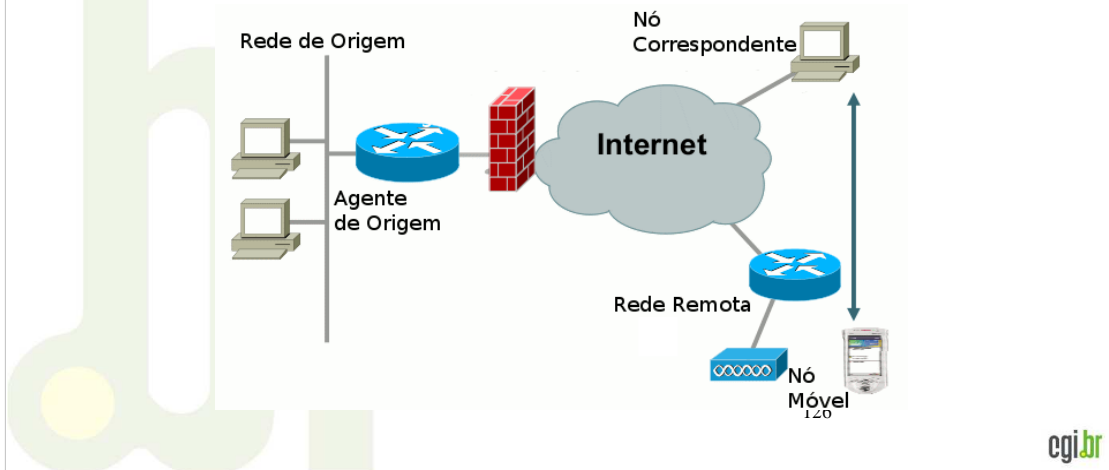 Rede de Origem
Nó
Correspondente
Internet
Agente
de Origem
Rede Remota
Nó
Móvel
126
cgi.br